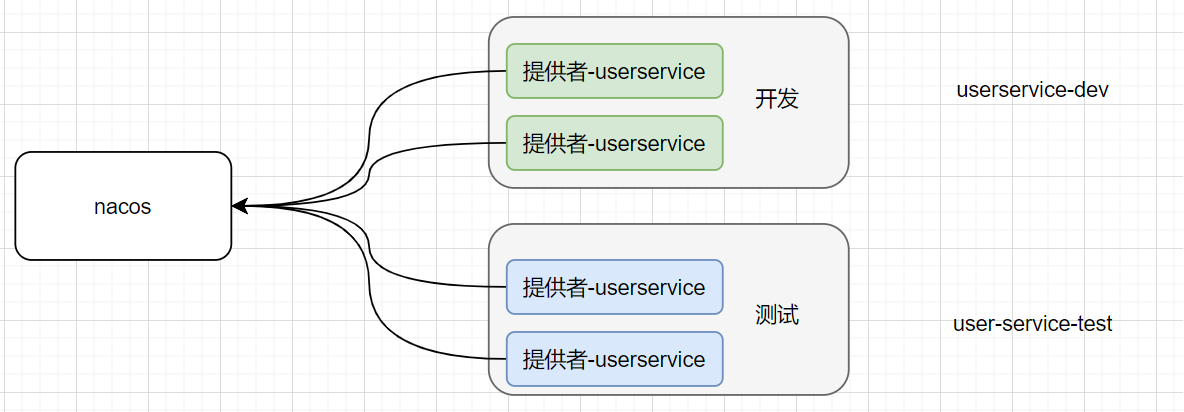 提供者-userservice
开发
userservice-dev
提供者-userservice
nacos
提供者-userservice
测试
user-service-test
提供者-userservice